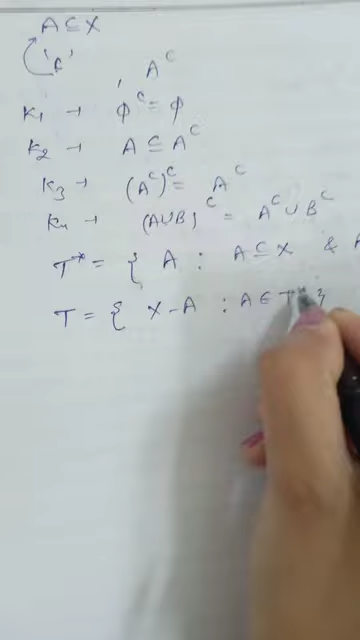 A ⊆ X
'A'
, A^c
K₁ → φ^c = φ
K₂ → A ⊆ A^c
K₃ → (A^c)^c = A^c
K₄ → (A∪B)^c = A^c ∪ B^c
T* = { A : A ⊆ X & A
T = { X - A : A ∈ T* }